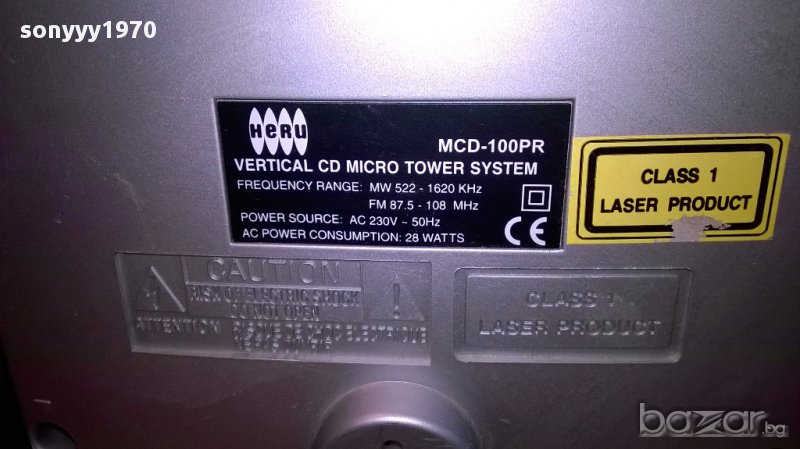 sonyyy1970
HeRU
MCD-100PR
VERTICAL CD MICRO TOWER SYSTEM
FREQUENCY RANGE: MW 522 - 1620 KHz
FM 87.5 - 108 MHz
POWER SOURCE: AC 230V ~ 50Hz
AC POWER CONSUMPTION: 28 WATTS
CE
CLASS 1
LASER PRODUCT
CAUTION
RISK OF ELECTRIC SHOCK
DO NOT OPEN
ATTENTION
CLASS 1
LASER PRODUCT
bazar.bg